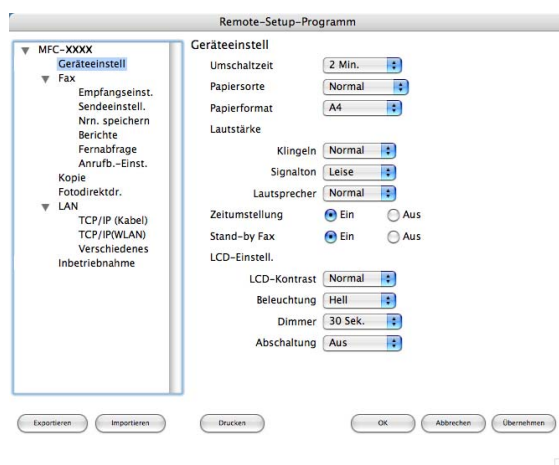 Remote-Setup-Programm
MFC-XXXX
Geräteeinstell
Fax
Empfangseinst.
Sendeeinstell.
Nrn. speichern
Berichte
Fernabfrage
Anrufb.-Einst.
Kopie
Fotodirektdr.
LAN
TCP/IP (Kabel)
TCP/IP(WLAN)
Verschiedenes
Inbetriebnahme
Geräteeinstell
Umschaltzeit 2 Min.
Papiersorte Normal
Papierformat A4
Lautstärke
Klingeln Normal
Signalton Leise
Lautsprecher Normal
Zeitumstellung Ein Aus
Stand-by Fax Ein Aus
LCD-Einstell.
LCD-Kontrast Normal
Beleuchtung Hell
Dimmer 30 Sek.
Abschaltung Aus
Exportieren Importieren Drucken OK Abbrechen Übernehmen